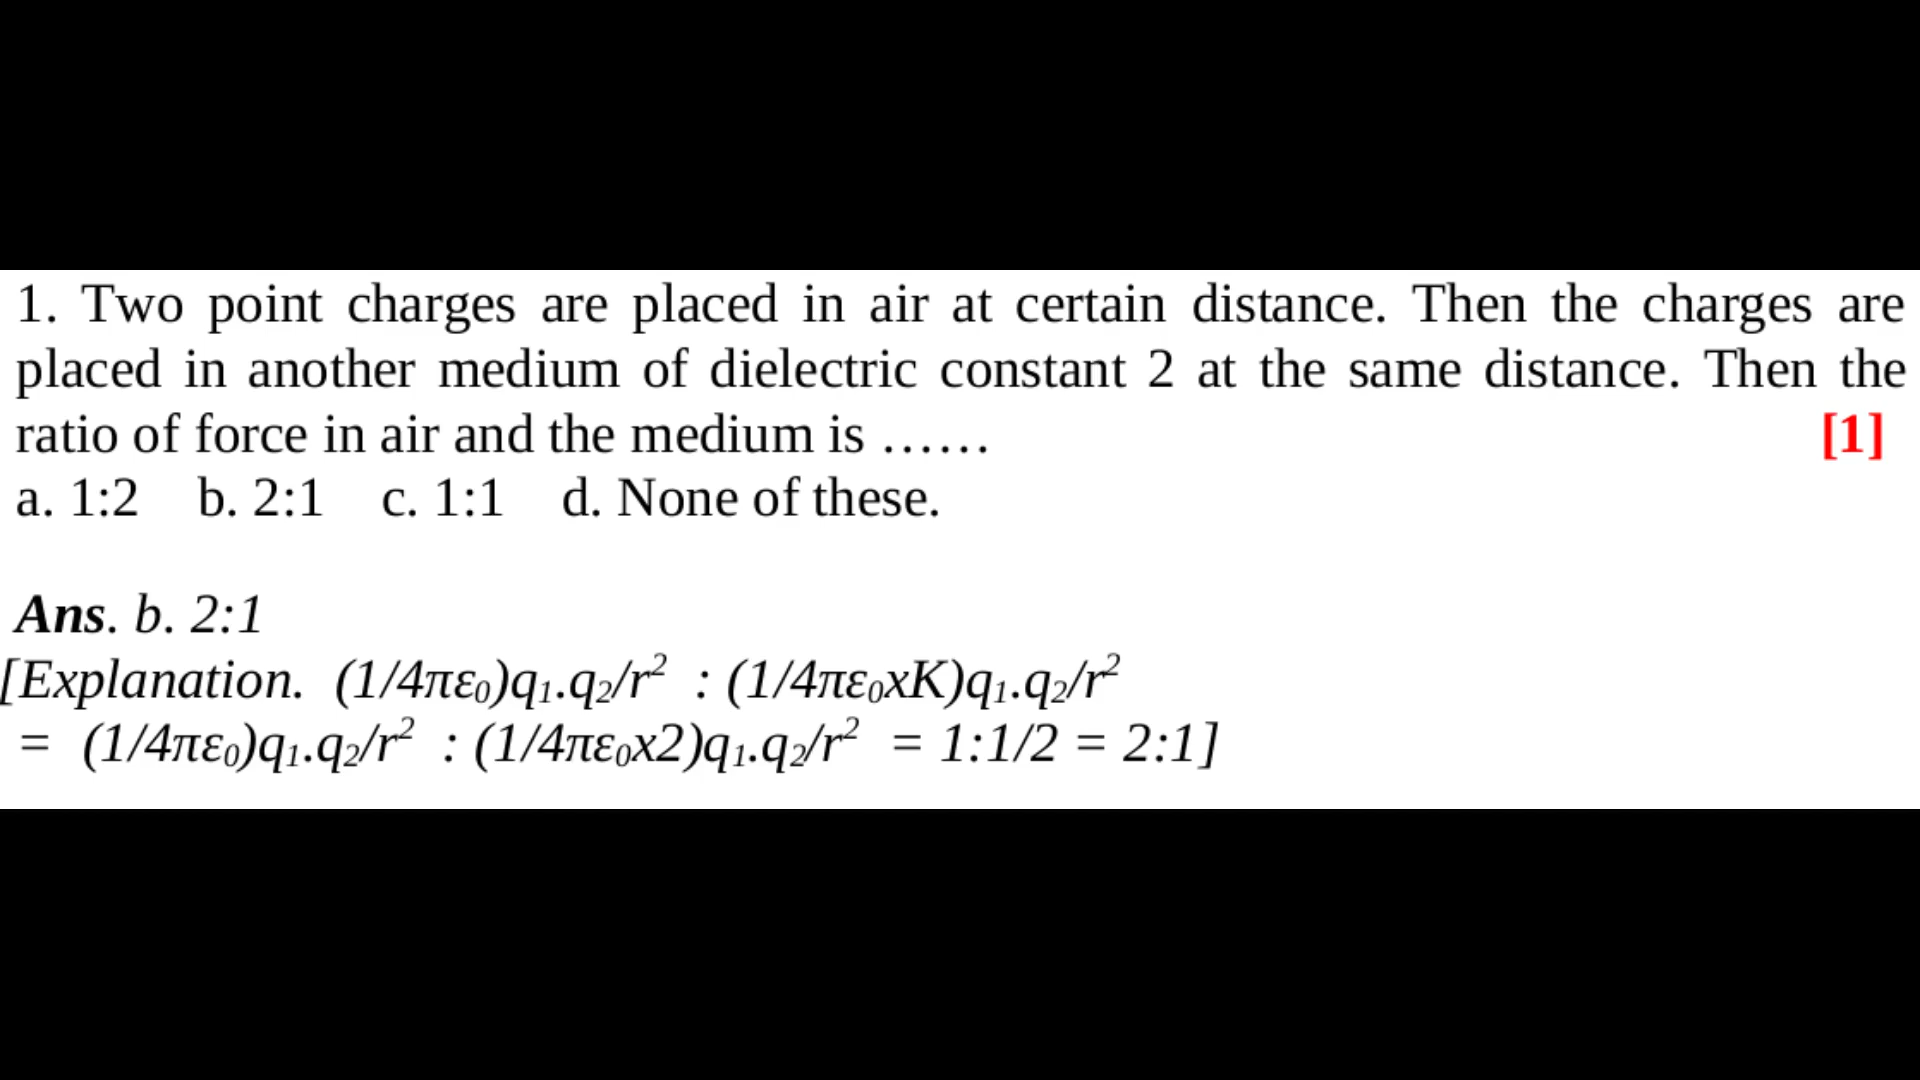 1. Two point charges are placed in air at certain distance. Then the charges are
placed in another medium of dielectric constant 2 at the same distance. Then the
ratio of force in air and the medium is …… [1]
a. 1:2 b. 2:1 c. 1:1 d. None of these.
Ans. b. 2:1
[Explanation. (1/4πε₀)q₁.q₂/r² : (1/4πε₀xK)q₁.q₂/r²
= (1/4πε₀)q₁.q₂/r² : (1/4πε₀x2)q₁.q₂/r² = 1:1/2 = 2:1]